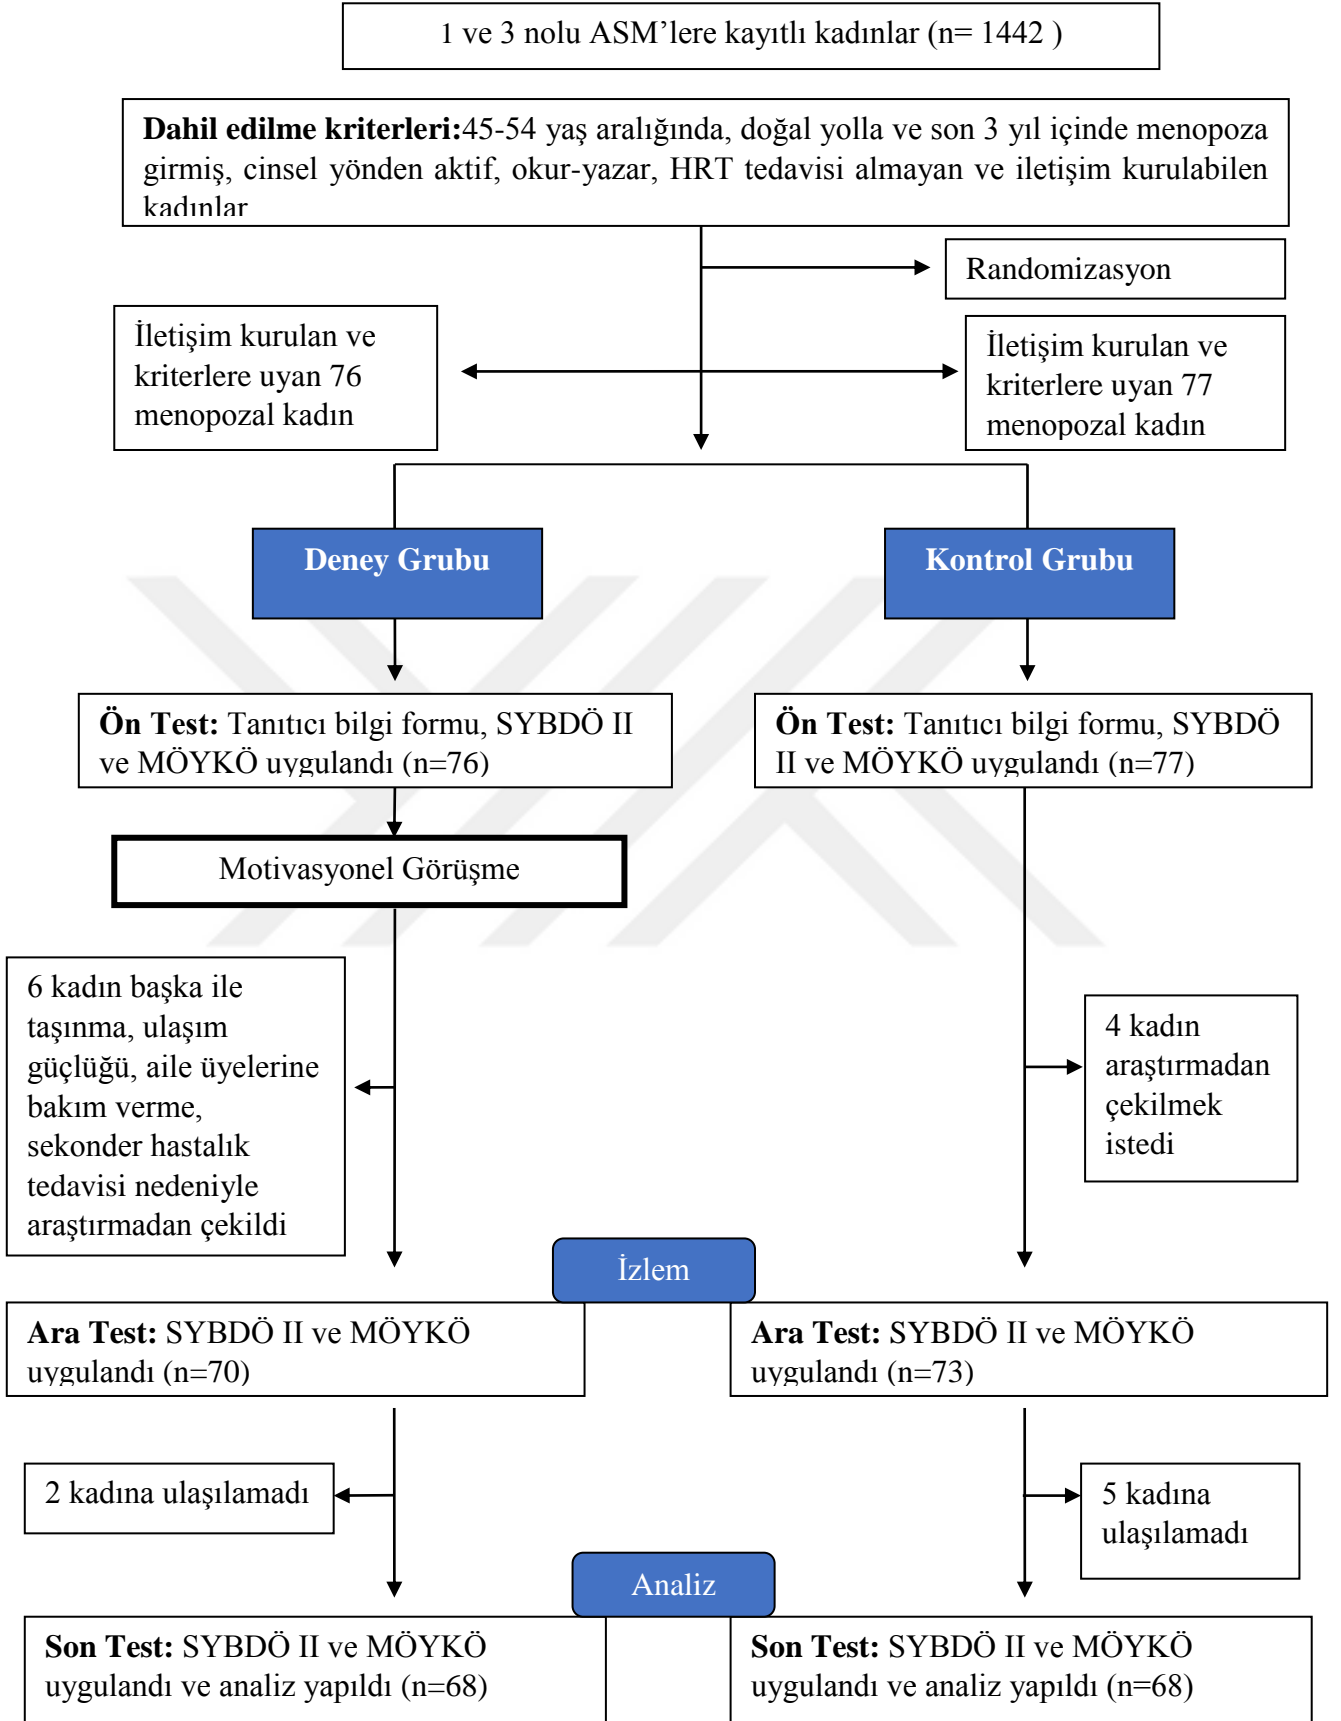 1 ve 3 nolu ASM’lere kayıtlı kadınlar (n= 1442 )
Dahil edilme kriterleri:45-54 yaş aralığında, doğal yolla ve son 3 yıl içinde menopoza
girmiş, cinsel yönden aktif, okur-yazar, HRT tedavisi almayan ve iletişim kurulabilen
kadınlar
Randomizasyon
İletişim kurulan ve
kriterlere uyan 76
menopozal kadın
İletişim kurulan ve
kriterlere uyan 77
menopozal kadın
Deney Grubu
Kontrol Grubu
Ön Test: Tanıtıcı bilgi formu, SYBDÖ II
ve MÖYKÖ uygulandı (n=76)
Ön Test: Tanıtıcı bilgi formu, SYBDÖ
II ve MÖYKÖ uygulandı (n=77)
Motivasyonel Görüşme
6 kadın başka ile
taşınma, ulaşım
güçlüğü, aile üyelerine
bakım verme,
sekonder hastalık
tedavisi nedeniyle
araştırmadan çekildi
4 kadın
araştırmadan
çekilmek
istedi
İzlem
Ara Test: SYBDÖ II ve MÖYKÖ
uygulandı (n=70)
Ara Test: SYBDÖ II ve MÖYKÖ
uygulandı (n=73)
2 kadına ulaşılamadı
5 kadına
ulaşılamadı
Analiz
Son Test: SYBDÖ II ve MÖYKÖ
uygulandı ve analiz yapıldı (n=68)
Son Test: SYBDÖ II ve MÖYKÖ
uygulandı ve analiz yapıldı (n=68)